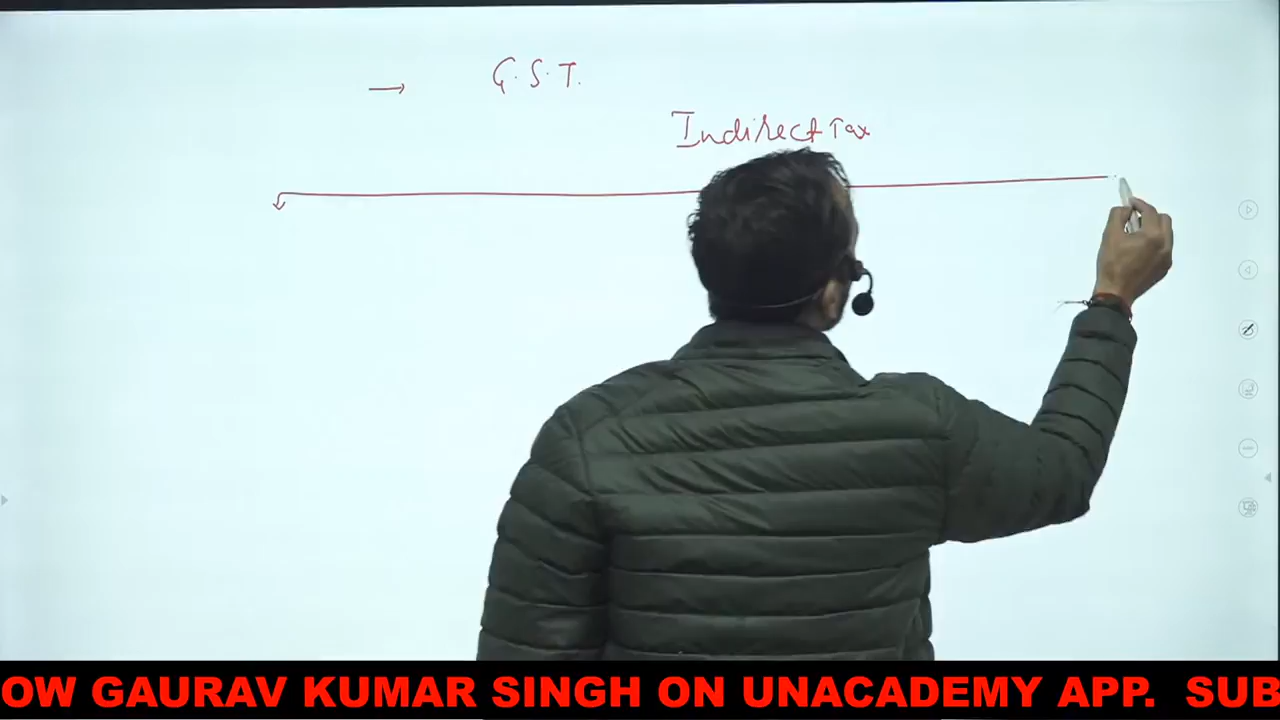 → G.S.T.
Indirect Tax
OW GAURAV KUMAR SINGH ON UNACADEMY APP. SUB